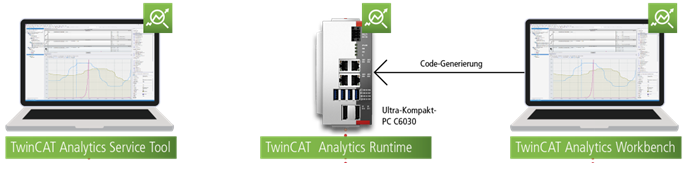 Code-Generierung
Ultra-Kompakt-
PC C6030
TwinCAT Analytics Service Tool
TwinCAT Analytics Runtime
TwinCAT Analytics Workbench